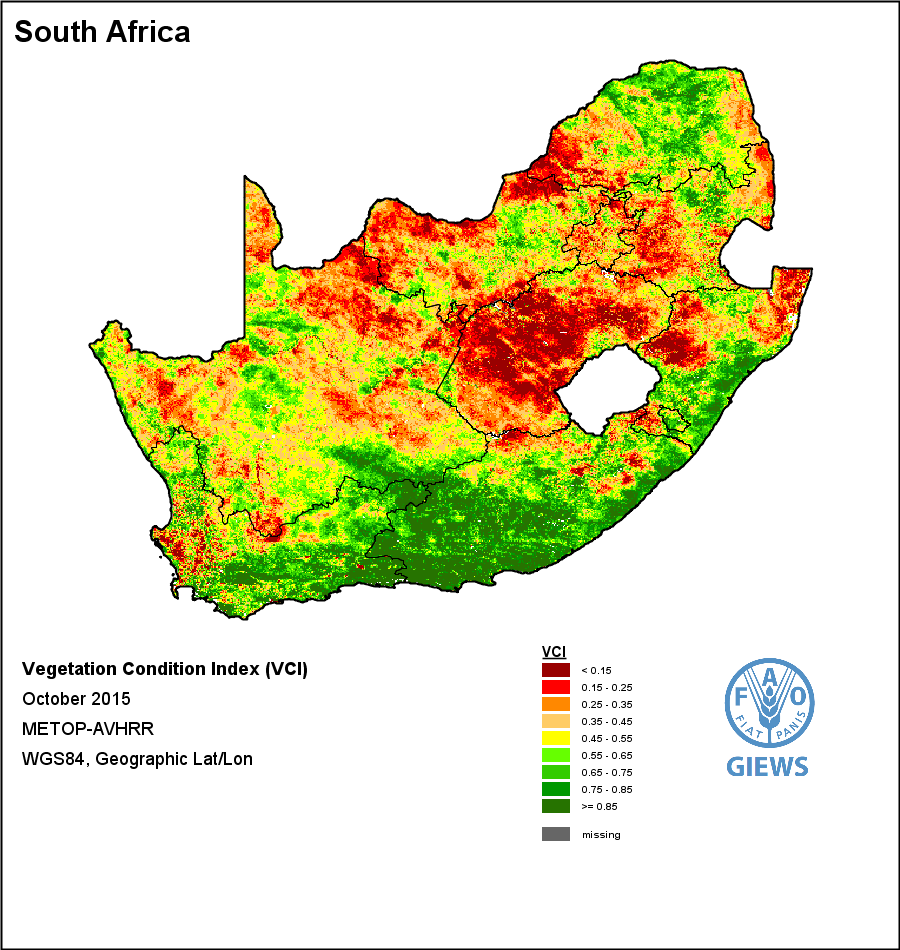 South Africa
Vegetation Condition Index (VCI)
October 2015
METOP-AVHRR
WGS84, Geographic Lat/Lon
VCI
< 0.15
0.15 - 0.25
0.25 - 0.35
0.35 - 0.45
0.45 - 0.55
0.55 - 0.65
0.65 - 0.75
0.75 - 0.85
>= 0.85
missing
F A O
FIAT PANIS
GIEWS